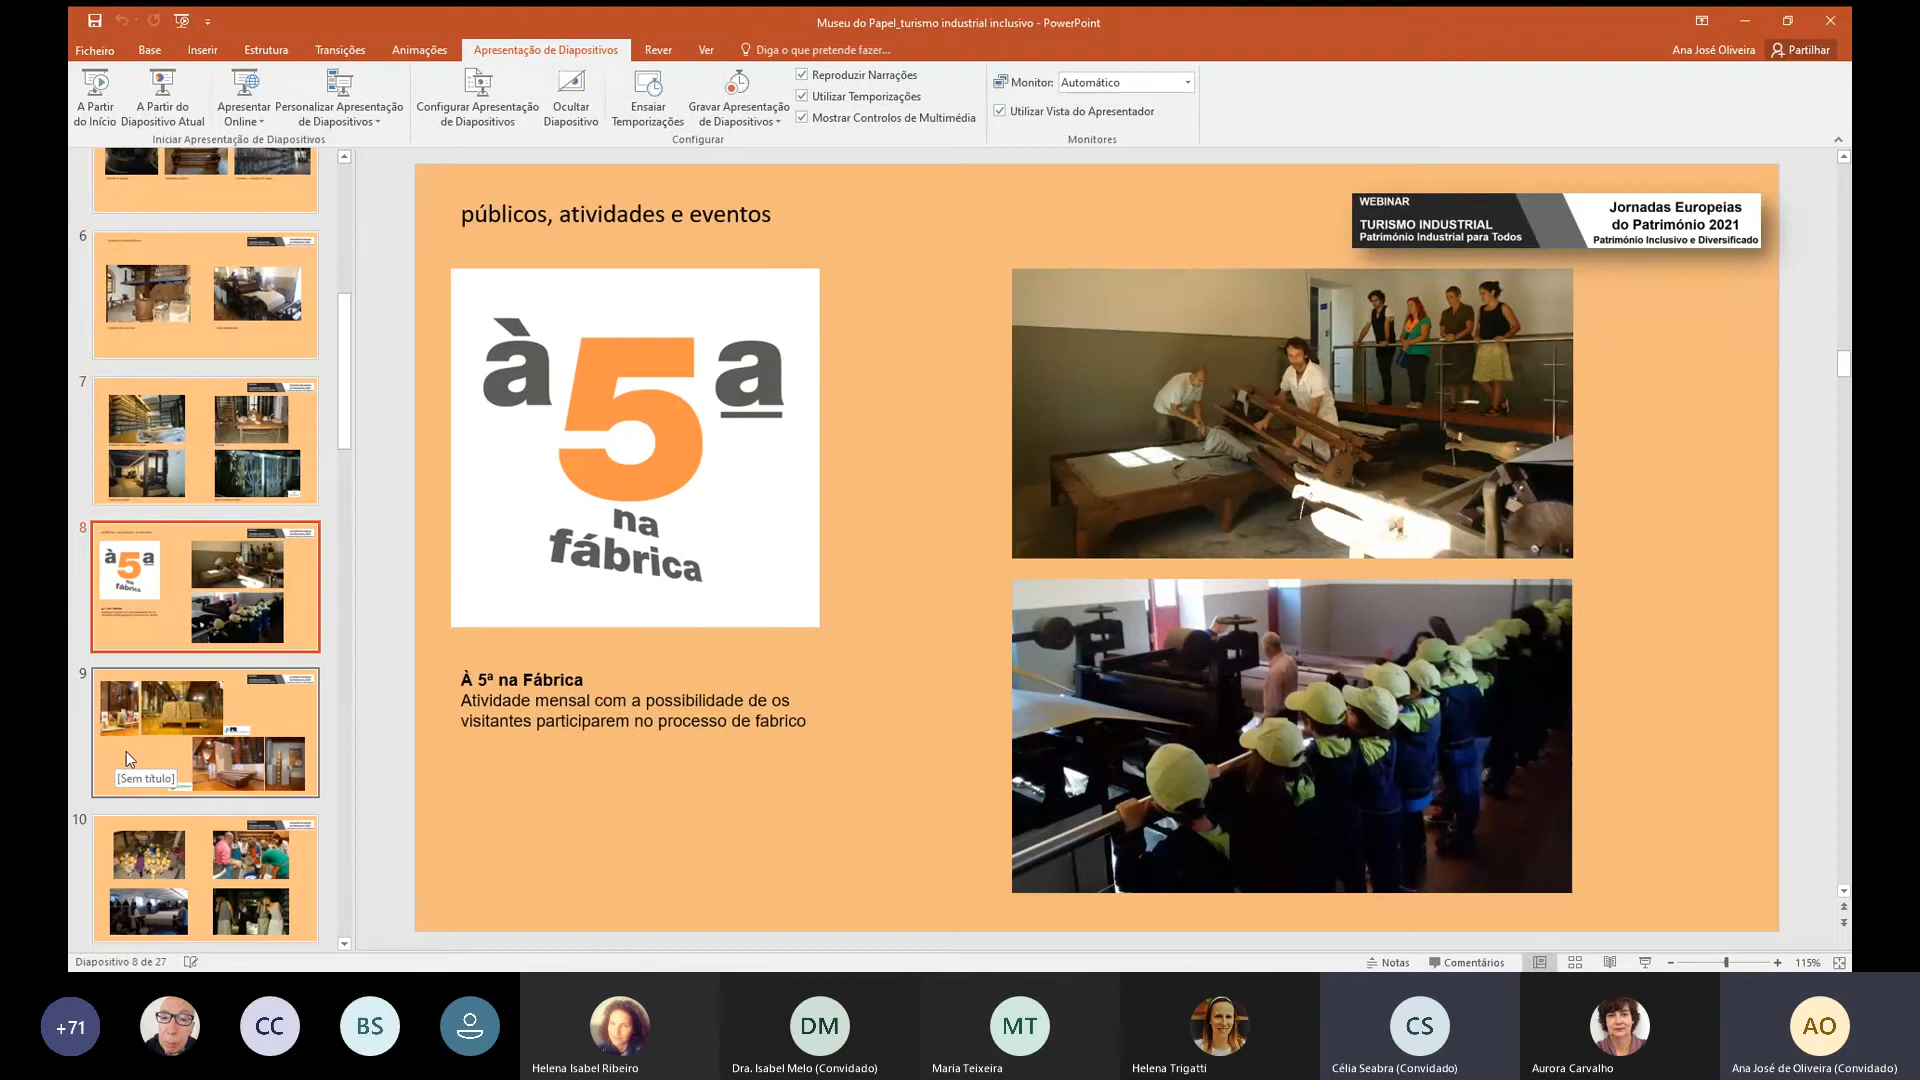 Museu do Papel_turismo industrial inclusivo - PowerPoint
Ficheiro Base Inserir Estrutura Transições Animações Apresentação de Diapositivos Rever Ver Diga o que pretende fazer... Ana José Oliveira Partilhar
A Partir do Início
A Partir do Diapositivo Atual
Apresentar Online
Personalizar Apresentação de Diapositivos
Configurar Apresentação de Diapositivos
Ocultar Diapositivo
Ensaiar Temporizações
Gravar Apresentação de Diapositivos
Reproduzir Narrações
Utilizar Temporizações
Mostrar Controlos de Multimédia
Monitor: Automático
Utilizar Vista do Apresentador
Iniciar Apresentação de Diapositivos Configurar Monitores
6
7
8
à 5 a
na
fábrica
9
[Sem título]
10
públicos, atividades e eventos
WEBINAR
TURISMO INDUSTRIAL
Património Industrial para Todos
Jornadas Europeias
do Património 2021
Património Inclusivo e Diversificado
à 5 a
na
fábrica
À 5ª na Fábrica
Atividade mensal com a possibilidade de os
visitantes participarem no processo de fabrico
Diapositivo 8 de 27 Notas Comentários 115%
+71 CC BS DM MT CS AO
Helena Isabel Ribeiro Dra. Isabel Melo (Convidado) Maria Teixeira Helena Trigatti Célia Seabra (Convidado) Aurora Carvalho Ana José de Oliveira (Convidado)